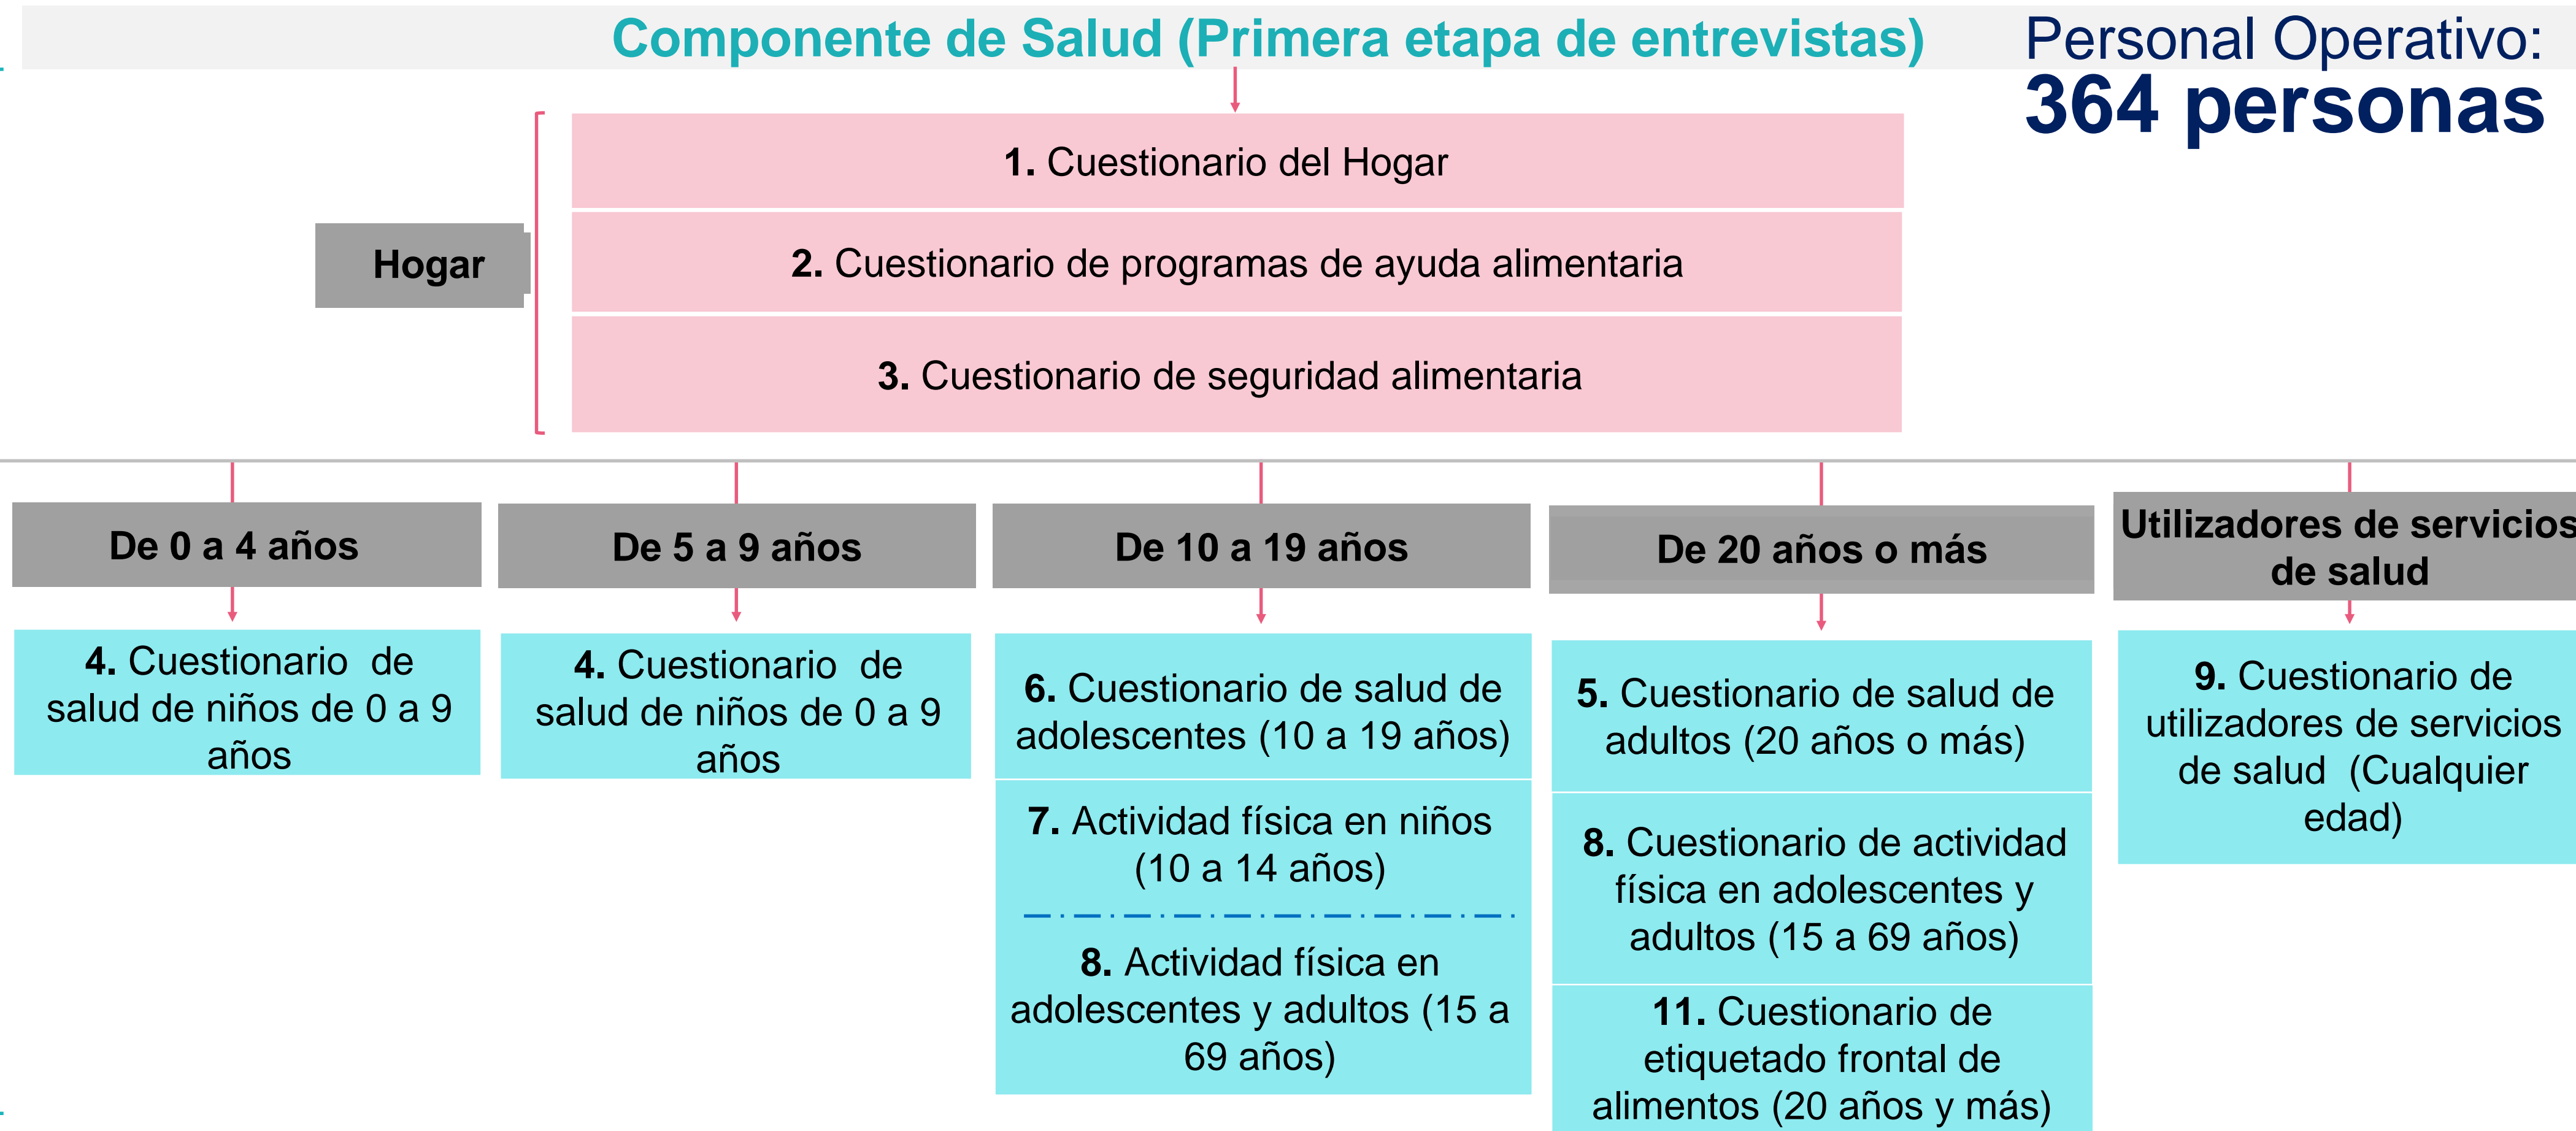 Componente de Salud (Primera etapa de entrevistas)
Personal Operativo:
364 personas
1. Cuestionario del Hogar
Hogar
2. Cuestionario de programas de ayuda alimentaria
3. Cuestionario de seguridad alimentaria
De 0 a 4 años
4. Cuestionario de
salud de niños de 0 a 9
años
De 5 a 9 años
4. Cuestionario de
salud de niños de 0 a 9
años
De 10 a 19 años
6. Cuestionario de salud de
adolescentes (10 a 19 años)
7. Actividad física en niños
(10 a 14 años)
8. Actividad física en
adolescentes y adultos (15 a
69 años)
De 20 años o más
5. Cuestionario de salud de
adultos (20 años o más)
8. Cuestionario de actividad
física en adolescentes y
adultos (15 a 69 años)
11. Cuestionario de
etiquetado frontal de
alimentos (20 años y más)
Utilizadores de servicios
de salud
9. Cuestionario de
utilizadores de servicios
de salud (Cualquier
edad)